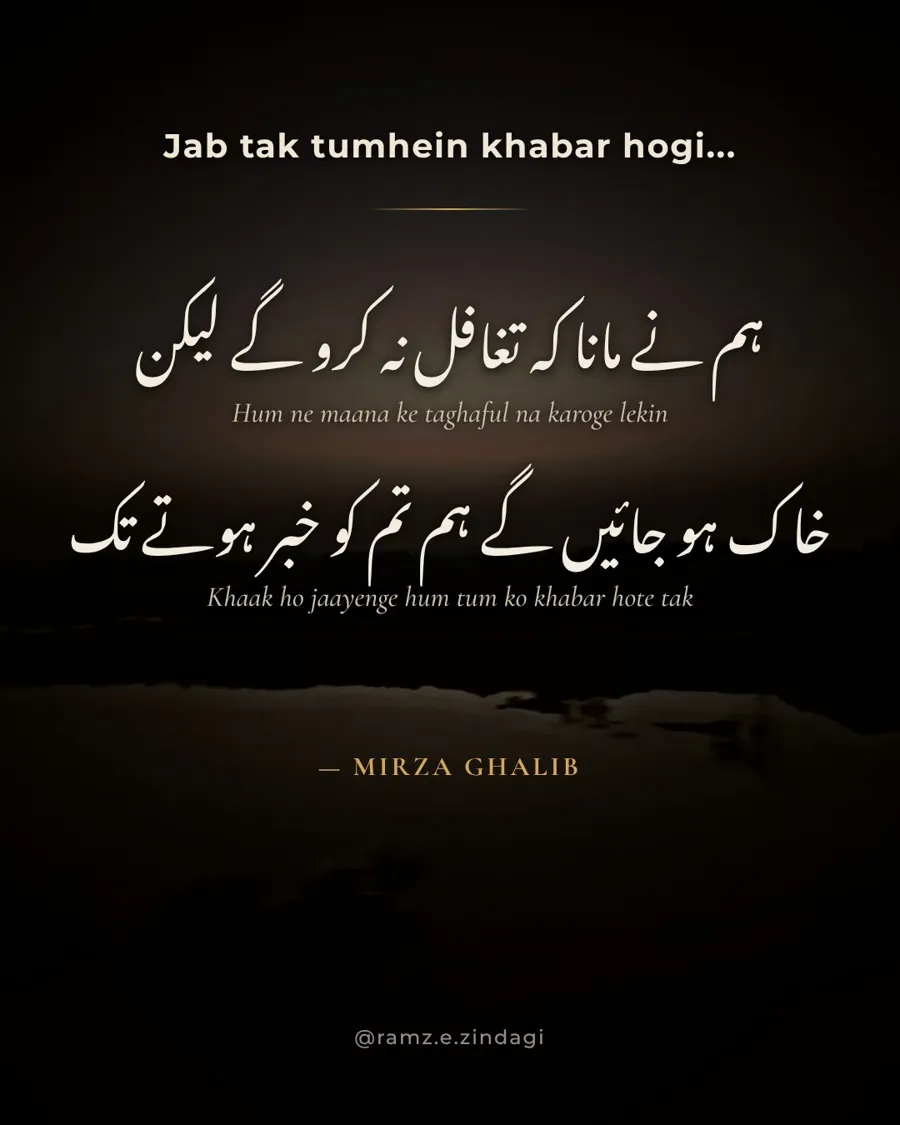 Jab tak tumhein khabar hogi...
ہم نے مانا کہ تغافل نہ کرو گے لیکن
Hum ne maana ke taghaful na karoge lekin
خاک ہو جائیں گے ہم تم کو خبر ہوتے تک
Khaak ho jaayenge hum tum ko khabar hote tak
— MIRZA GHALIB
@ramz.e.zindagi